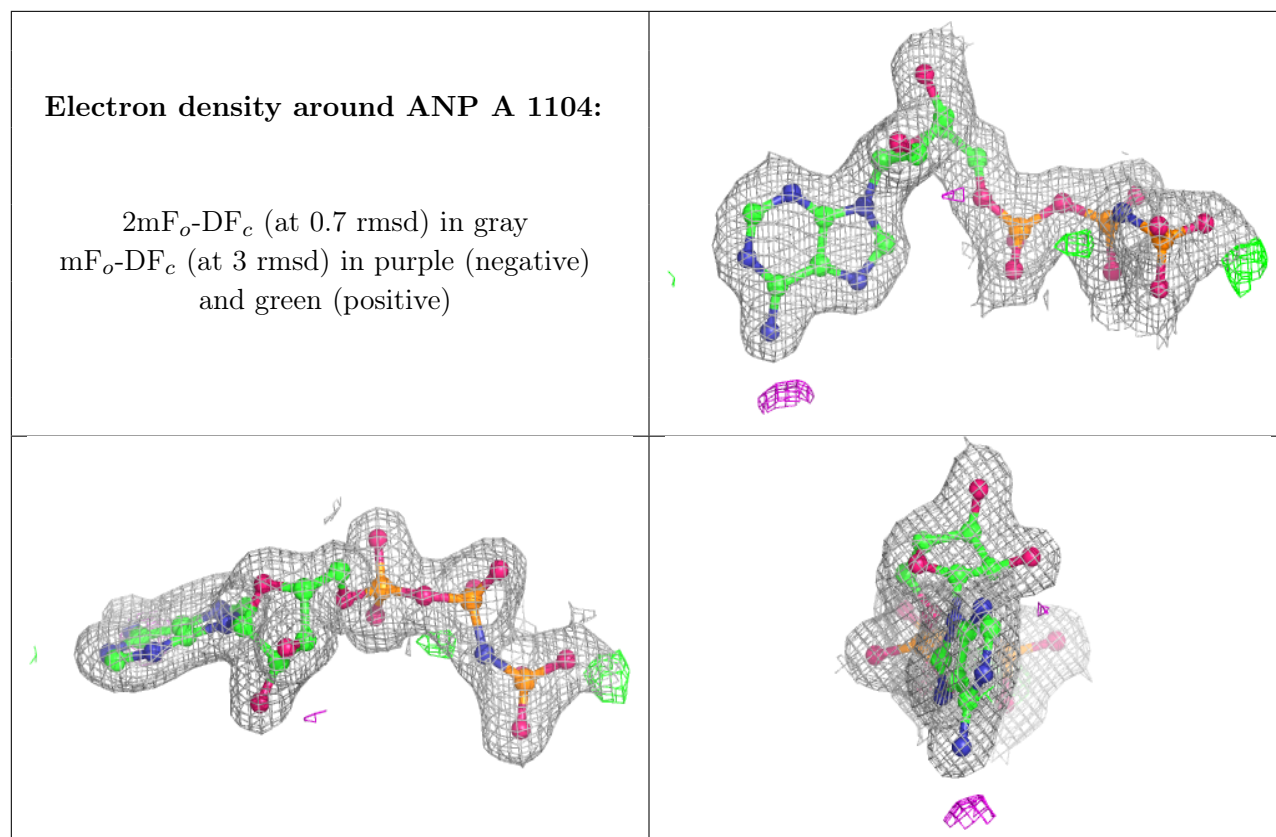 Electron density around ANP A 1104:
2mFo-DFc (at 0.7 rmsd) in gray
mFo-DFc (at 3 rmsd) in purple (negative)
and green (positive)